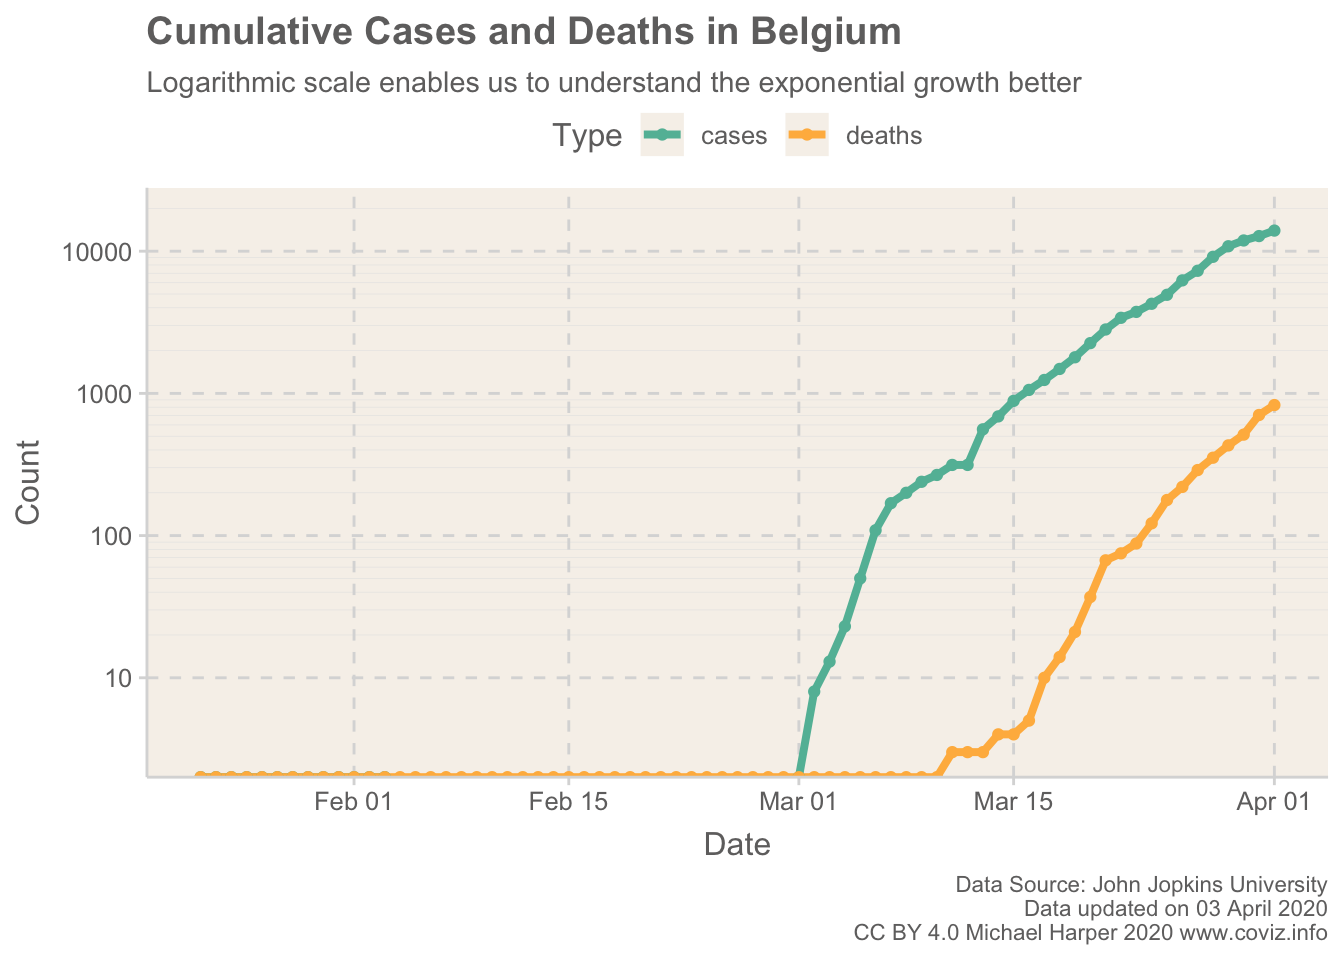 Cumulative Cases and Deaths in Belgium
Logarithmic scale enables us to understand the exponential growth better
Type cases deaths
10000
1000
100
10
Count
Feb 01 Feb 15 Mar 01 Mar 15 Apr 01
Date
Data Source: John Jopkins University
Data updated on 03 April 2020
CC BY 4.0 Michael Harper 2020 www.coviz.info